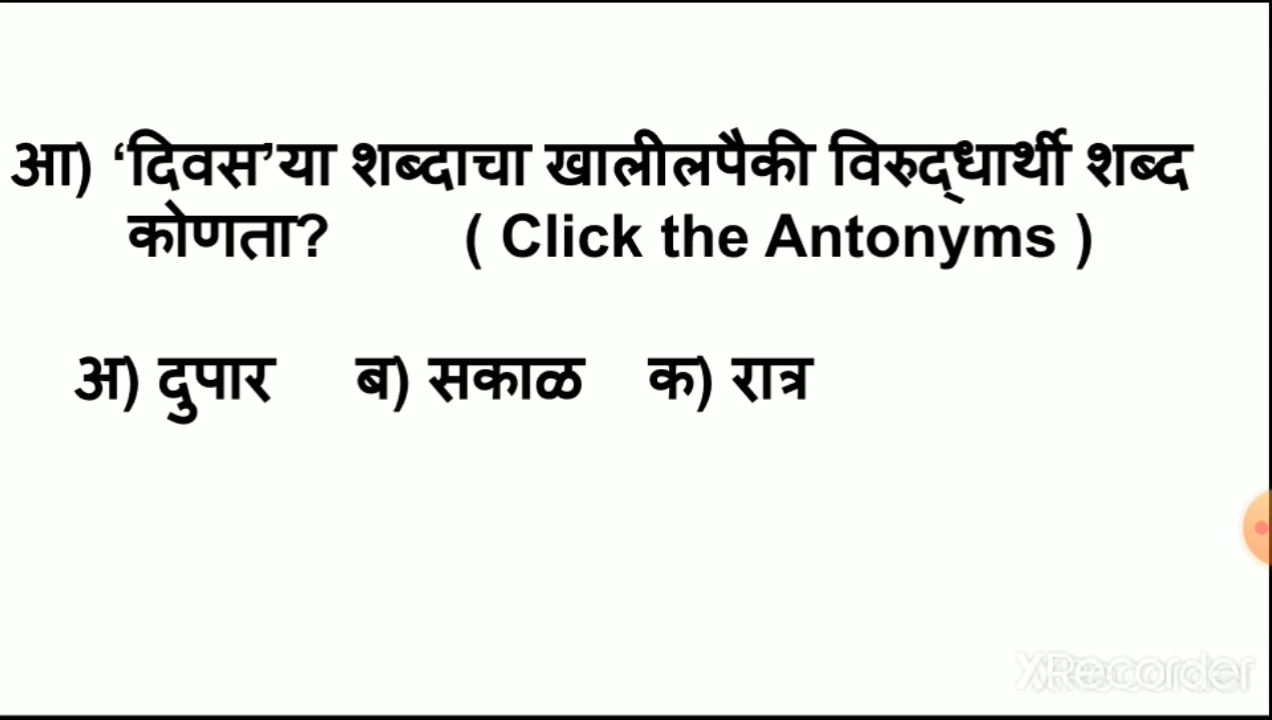 आ) ‘दिवस’या शब्दाचा खालीलपैकी विरुद्धार्थी शब्द
कोणता? ( Click the Antonyms )
अ) दुपार ब) सकाळ क) रात्र
XRecorder